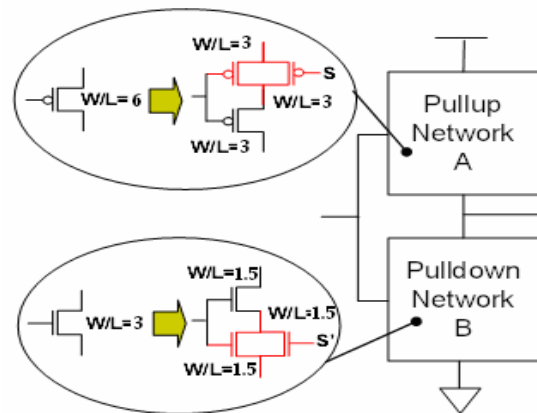 W/L=3
S
W/L= 6
W/L=3
W/L=3
Pullup
Network
A
W/L=1.5
W/L=1.5
W/L=3
S'
W/L=1.5
Pulldown
Network
B